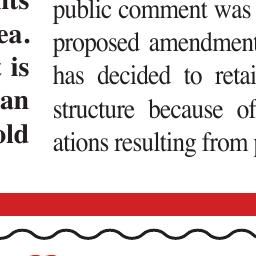 ea.
is
an
old
public comment was
proposed amendment
has decided to retai
structure because of
ations resulting from